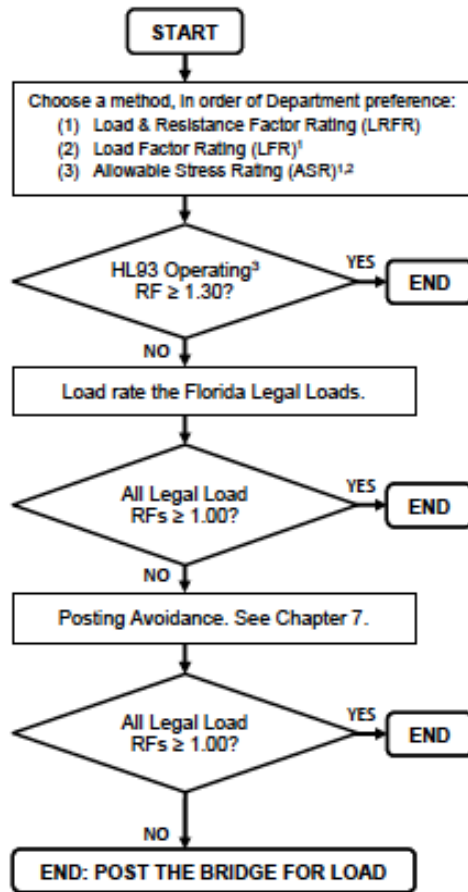 START
Choose a method, in order of Department preference:
(1) Load & Resistance Factor Rating (LRFR)
(2) Load Factor Rating (LFR)¹
(3) Allowable Stress Rating (ASR)¹,²
HL93 Operating³
RF ≥ 1.30?
YES
END
NO
Load rate the Florida Legal Loads.
All Legal Load
RFs ≥ 1.00?
YES
END
NO
Posting Avoidance. See Chapter 7.
All Legal Load
RFs ≥ 1.00?
YES
END
NO
END: POST THE BRIDGE FOR LOAD